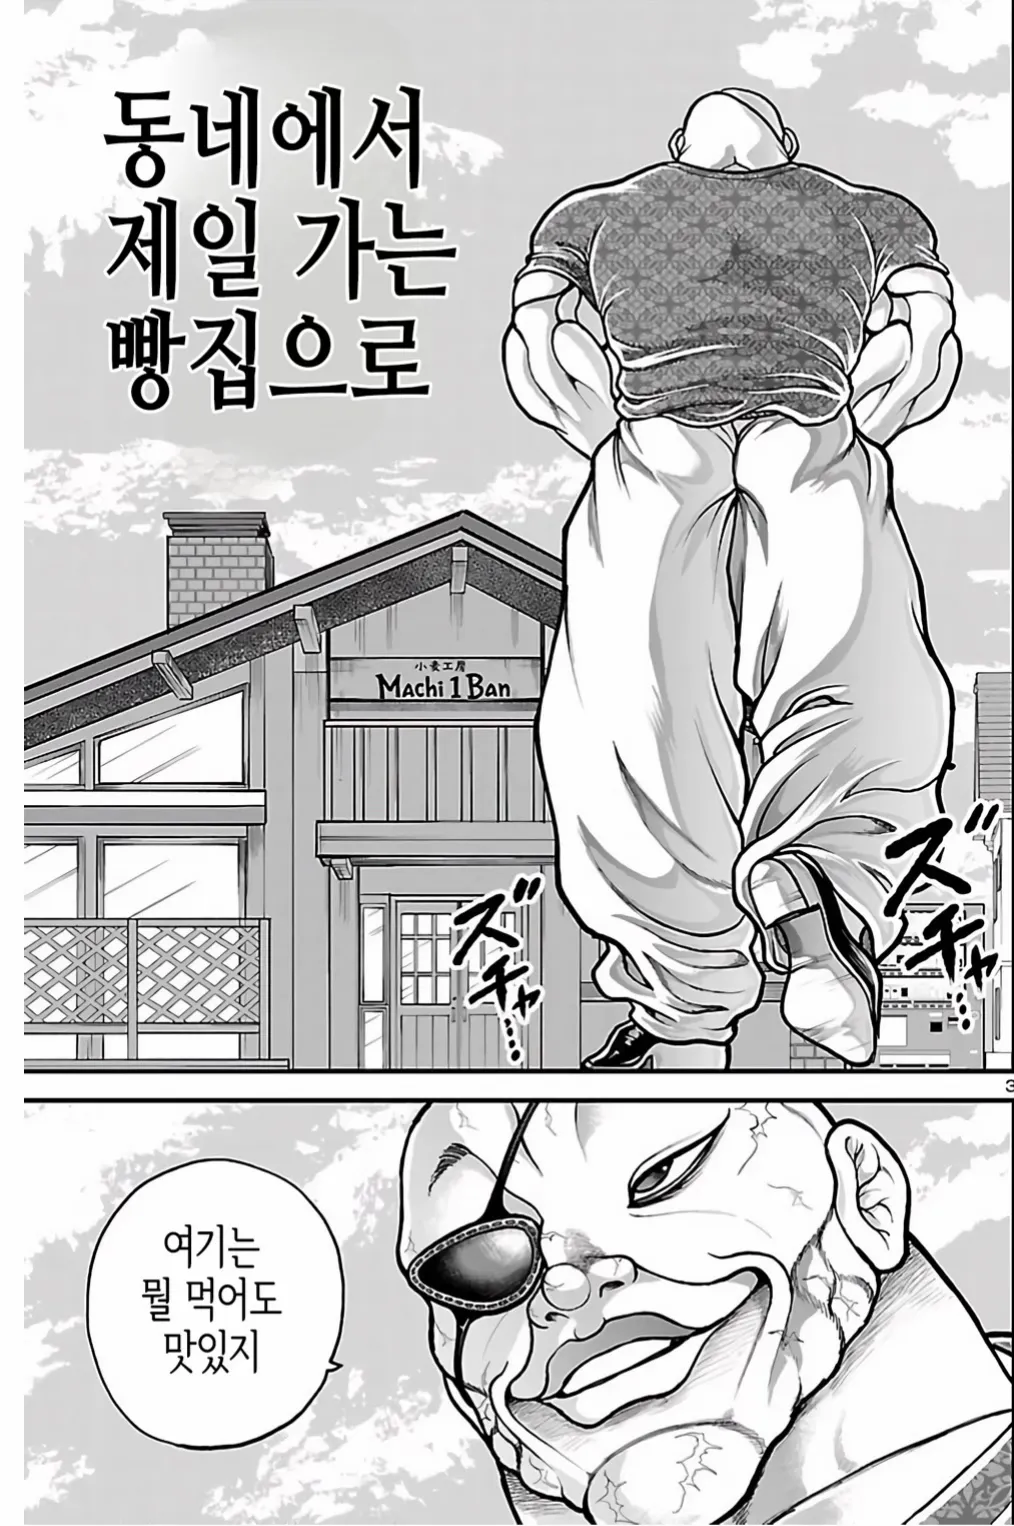 동네에서
제일 가는
빵집으로
小麦工房
MACHi 1 BAN
ズチャ…
ズチャ…
3
여기는
뭘 먹어도
맛있지